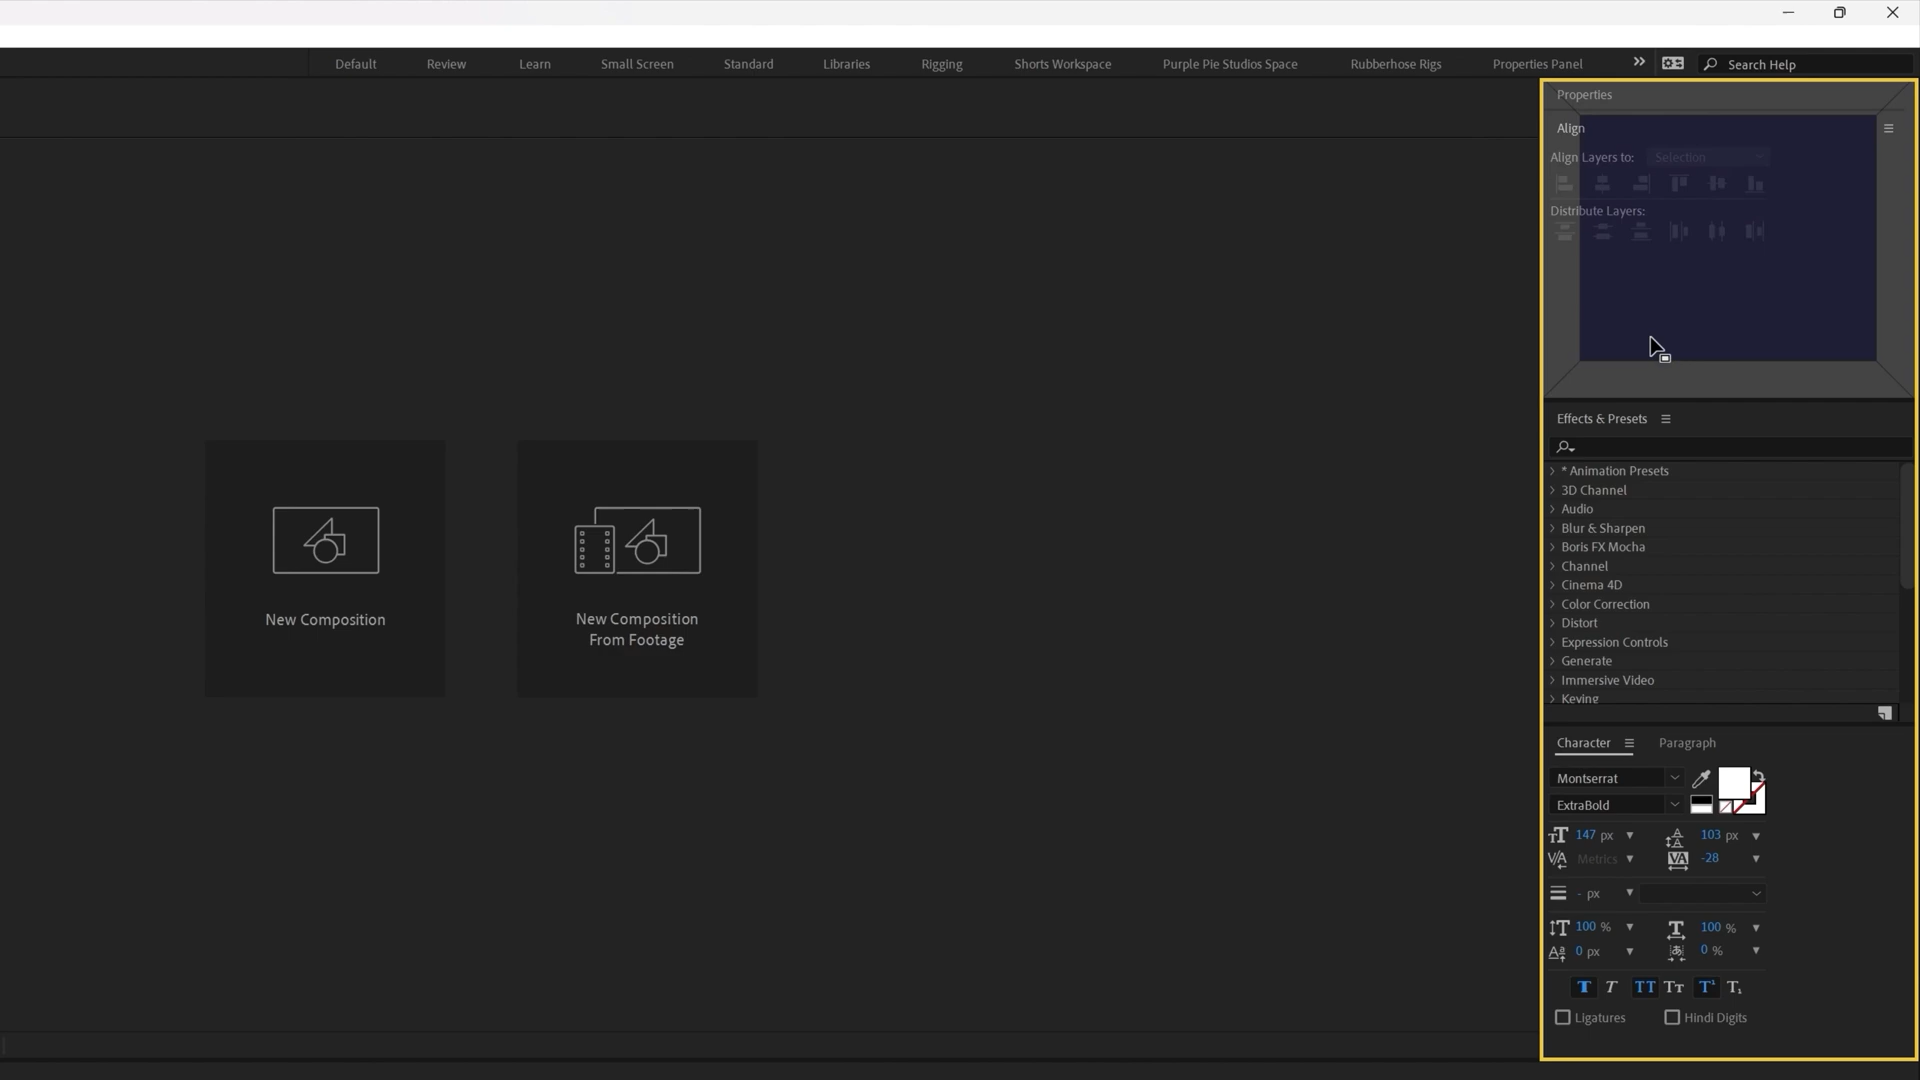 Default Review Learn Small Screen Standard Libraries Rigging Shorts Workspace Purple Pie Studios Space Rubberhose Rigs Properties Panel Search Help
Properties
Align
Align Layers to: Selection
Distribute Layers:
Effects & Presets
* Animation Presets
3D Channel
Audio
Blur & Sharpen
Boris FX Mocha
Channel
Cinema 4D
Color Correction
Distort
Expression Controls
Generate
Immersive Video
Keying
New Composition
New Composition
From Footage
Character Paragraph
Montserrat
ExtraBold
147 px 103 px
Metrics -28
- px
100 % 100 %
0 px 0 %
Ligatures Hindi Digits